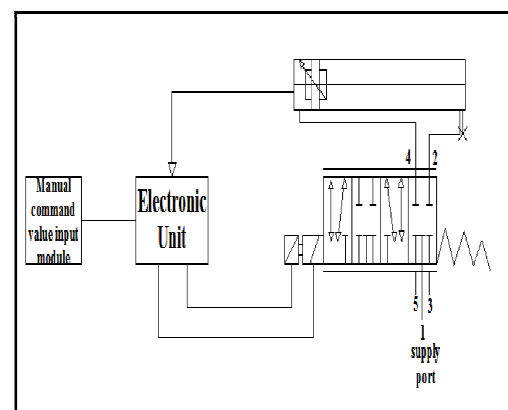 4 2
Manual
command
value input
module
Electronic
Unit
5 3
1
supply
port